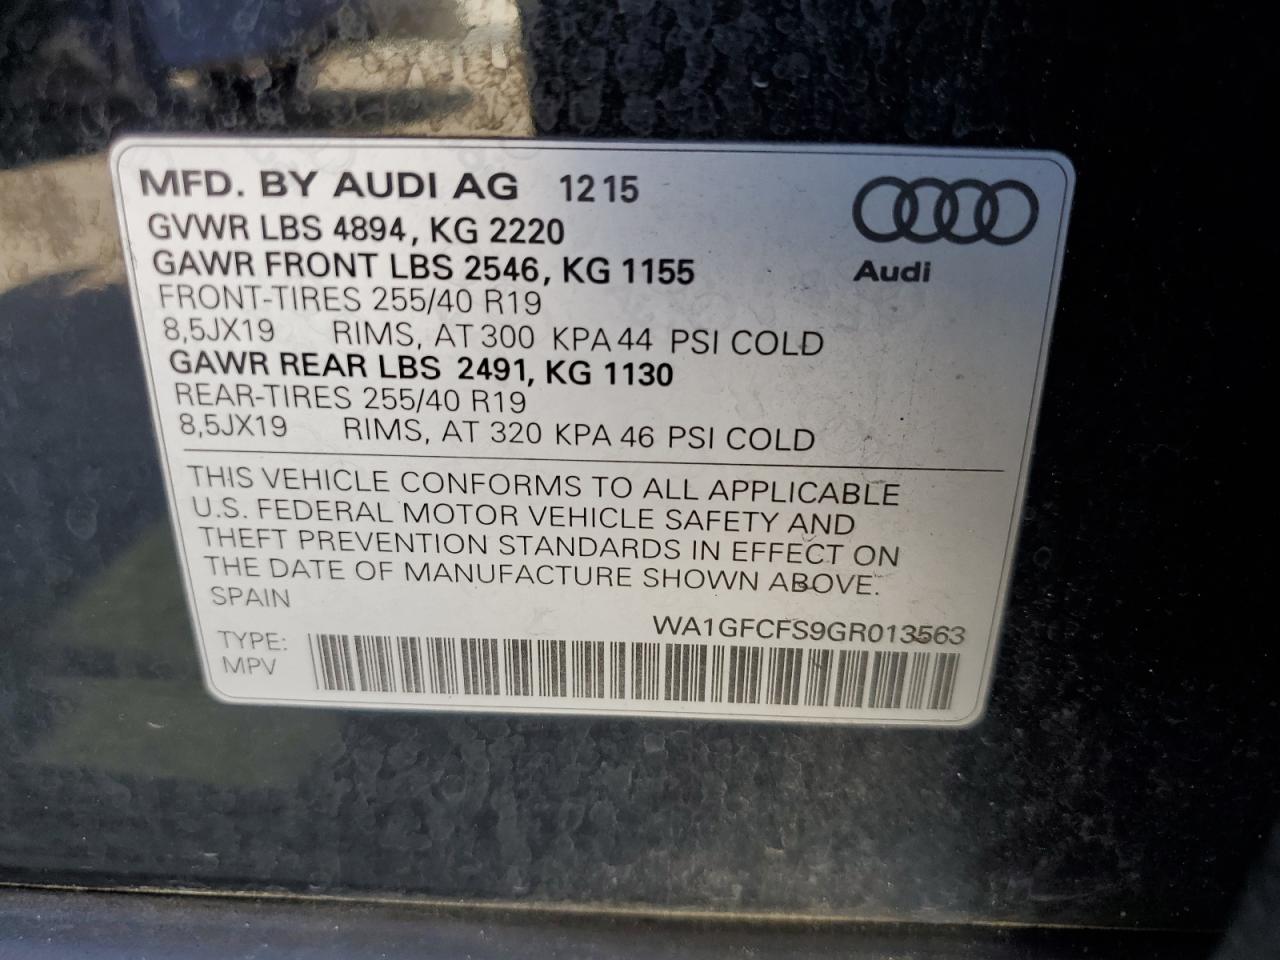 MFD. BY AUDI AG 12 15
GVWR LBS 4894, KG 2220
GAWR FRONT LBS 2546, KG 1155
Audi
FRONT-TIRES 255/40 R19
8,5JX19 RIMS, AT 300 KPA 44 PSI COLD
GAWR REAR LBS 2491, KG 1130
REAR-TIRES 255/40 R19
8,5JX19 RIMS, AT 320 KPA 46 PSI COLD
THIS VEHICLE CONFORMS TO ALL APPLICABLE
U.S. FEDERAL MOTOR VEHICLE SAFETY AND
THEFT PREVENTION STANDARDS IN EFFECT ON
THE DATE OF MANUFACTURE SHOWN ABOVE.
SPAIN
WA1GFCFS9GR013563
TYPE:
MPV